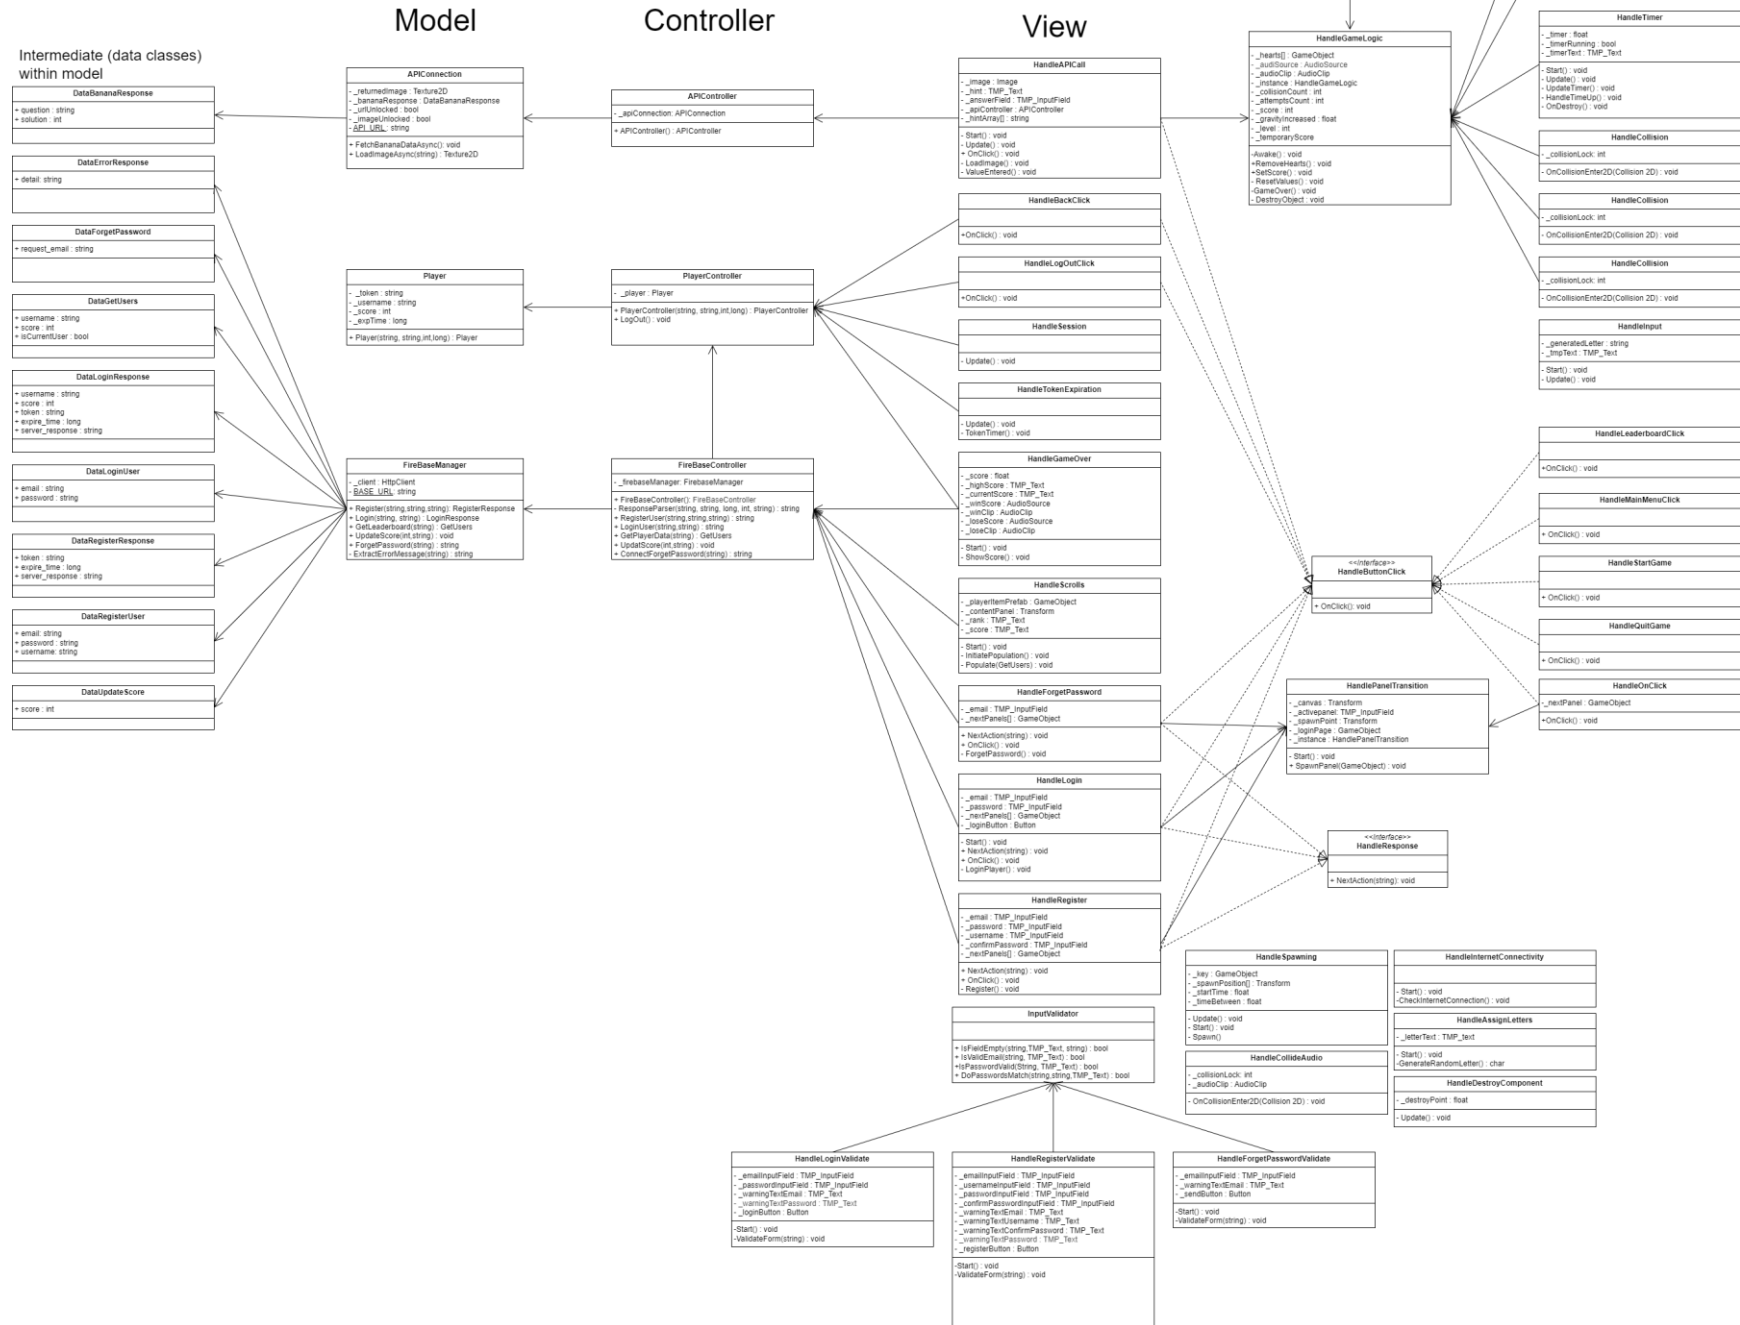 Model
Controller
View
Intermediate (data classes)
within model
DataBananaResponse
+ question : string
+ solution : int
DataErrorResponse
+ detail: string
DataForgetPassword
+ request_email : string
DataGetUsers
+ username : string
+ score : int
+ isCurrentUser : bool
DataLoginResponse
+ username : string
+ score : int
+ token : string
+ expire_time : long
+ server_response : string
DataLoginUser
+ email : string
+ password : string
DataRegisterResponse
+ token : string
+ expire_time : long
+ server_response : string
DataRegisterUser
+ email: string
+ password : string
+ username: string
DataUpdateScore
+ score : int
APIConnection
- _returnedImage : Texture2D
- _bananaResponse : DataBananaResponse
- _urlUnlocked : bool
- _imageUnlocked : bool
- API_URL : string
+ FetchBananaDataAsync() : void
+ LoadImageAsync(string) : Texture2D
Player
- _token : string
- _username : string
- _score : int
- _expTime : long
+ Player(string, string,int,long) : Player
FireBaseManager
- _client : HttpClient
- BASE_URL: string
+ Register(string,string,string): RegisterResponse
+ Login(string, string) : LoginResponse
+ GetLeaderboard(string) : GetUsers
+ UpdateScore(int,string) : void
+ ForgetPassword(string) : string
- ExtractErrorMessage(string) : string
APIController
- _apiConnection: APIConnection
+ APIController() : APIController
PlayerController
- _player : Player
+ PlayerController(string, string,int,long) : PlayerController
+ LogOut() : void
FireBaseController
- _firebaseManager: FirebaseManager
+ FireBaseController(): FireBaseController
- ResponseParser(string, string, long, int, string) : string
+ RegisterUser(string,string,string) : string
+ LoginUser(string,string) : string
+ GetPlayerData(string) : GetUsers
+ UpdatScore(int,string) : void
+ ConnectForgetPassword(string) : string
HandleAPICall
- _image : Image
- _hint : TMP_Text
- _answerField : TMP_InputField
- _apiController : APIController
- _hintArray[] : string
- Start() : void
- Update() : void
+ OnClick() : void
- LoadImage() : void
- ValueEntered() : void
HandleBackClick
+OnClick() : void
HandleLogOutClick
+OnClick() : void
HandleSession
- Update() : void
HandleTokenExpiration
- Update() : void
- TokenTimer() : void
HandleGameOver
- _score : float
- _highScore : TMP_Text
- _currentScore : TMP_Text
- _winScore : AudioSource
- _winClip : AudioClip
- _loseScore : AudioSource
- _loseClip : AudioClip
- Start() : void
- ShowScore() : void
HandleScrolls
- _playerItemPrefab : GameObject
- _contentPanel : Transform
- _rank : TMP_Text
- _score : TMP_Text
- Start() : void
- InitiatePopulation() : void
- Populate(GetUsers) : void
HandleForgetPassword
- _email : TMP_InputField
- _nextPanels[] : GameObject
+ NextAction(string) : void
+ OnClick() : void
- ForgetPassword() : void
HandleLogin
- _email : TMP_InputField
- _password : TMP_InputField
- _nextPanels[] : GameObject
- _loginButton : Button
- Start() : void
+ NextAction(string) : void
+ OnClick() : void
- LoginPlayer() : void
HandleRegister
- _email : TMP_InputField
- _password : TMP_InputField
- _username : TMP_InputField
- _confirmPassword : TMP_InputField
- _nextPanels[] : GameObject
+ NextAction(string) : void
+ OnClick() : void
- Register() : void
InputValidator
+ IsFieldEmpty(string,TMP_Text, string) : bool
+ IsValidEmail(string, TMP_Text) : bool
+IsPasswordValid(String, TMP_Text) : bool
+ DoPasswordsMatch(string,string,TMP_Text) : bool
HandleLoginValidate
- _emailInputField : TMP_InputField
- _passwordInputField : TMP_InputField
- _warningTextEmail : TMP_Text
- _warningTextPassword : TMP_Text
- _loginButton : Button
-Start() : void
-ValidateForm(string) : void
HandleRegisterValidate
- _emailInputField : TMP_InputField
- _usernameInputField : TMP_InputField
- _passwordInputField : TMP_InputField
- _confirmPasswordInputField : TMP_InputField
- _warningTextEmail : TMP_Text
- _warningTextUsername : TMP_Text
- _warningTextConfirmPassword : TMP_Text
- _warningTextPassword : TMP_Text
- _registerButton : Button
-Start() : void
-ValidateForm(string) : void
HandleForgetPasswordValidate
- _emailInputField : TMP_InputField
- _warningTextEmail : TMP_Text
- _sendButton : Button
-Start() : void
-ValidateForm(string) : void
HandleGameLogic
- _hearts[] : GameObject
- _audiSource : AudioSource
- _audioClip : AudioClip
- _instance : HandleGameLogic
- _collisionCount : int
- _attemptsCount : int
- _score : int
- _gravityIncreased : float
- _level : int
- _temporaryScore
-Awake() : void
+RemoveHearts() : void
+SetScore() : void
- ResetValues() : void
-GameOver() : void
- DestroyObject : void
<<interface>>
HandleButtonClick
+ OnClick(): void
HandlePanelTransition
- _canvas : Transform
- _activepanel : TMP_InputField
- _spawnPoint : Transform
- _loginPage : GameObject
- _instance : HandlePanelTransition
- Start() : void
+ SpawnPanel(GameObject) : void
<<interface>>
HandleResponse
+ NextAction(string): void
HandleSpawning
- _key : GameObject
- _spawnPosition[] : Transform
- _startTime : float
- _timeBetween : float
- Update() : void
- Start() : void
- Spawn()
HandleCollideAudio
- _collisionLock: int
- _audioClip : AudioClip
- OnCollisionEnter2D(Collision 2D) : void
HandleInternetConnectivity
- Start() : void
-CheckInternetConnection() : void
HandleAssignLetters
- _letterText : TMP_text
- Start() : void
-GenerateRandomLetter() : char
HandleDestroyComponent
- _destroyPoint : float
- Update() : void
HandleTimer
- _timer : float
- _timerRunning : bool
- _timerText : TMP_Text
- Start() : void
- Update() : void
- UpdateTimer() : void
- HandleTimeUp() : void
- OnDestroy() : void
HandleCollision
- _collisionLock: int
- OnCollisionEnter2D(Collision 2D) : void
HandleCollision
- _collisionLock: int
- OnCollisionEnter2D(Collision 2D) : void
HandleCollision
- _collisionLock: int
- OnCollisionEnter2D(Collision 2D) : void
HandleInput
- _generatedLetter : string
- _tmpText : TMP_Text
- Start() : void
- Update() : void
HandleLeaderboardClick
+OnClick() : void
HandleMainMenuClick
+ OnClick() : void
HandleStartGame
+ OnClick() : void
HandleQuitGame
+ OnClick() : void
HandleOnClick
- _nextPanel : GameObject
+OnClick() : void